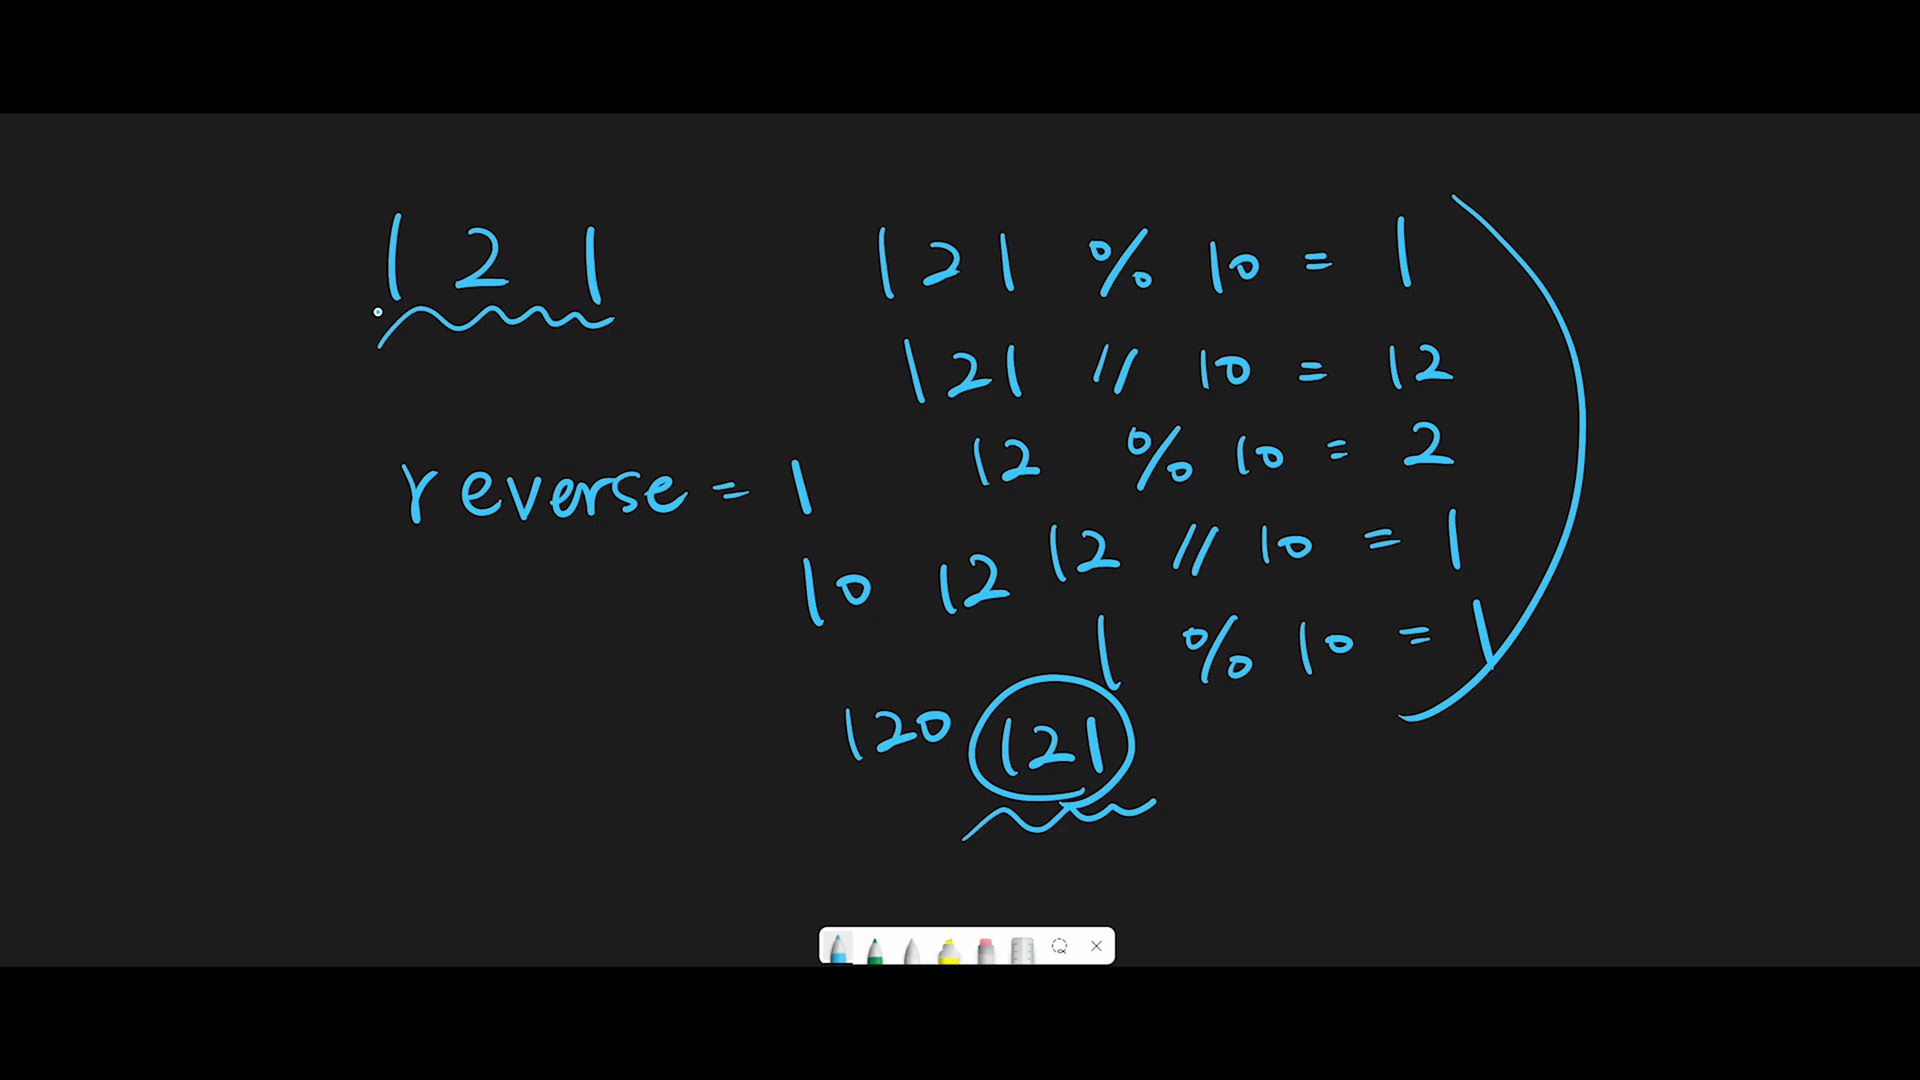 121
121 % 10 = 1
121 // 10 = 12
12 % 10 = 2
reverse = 1
12 // 10 = 1
10 12
1 % 10 = 1
120 121